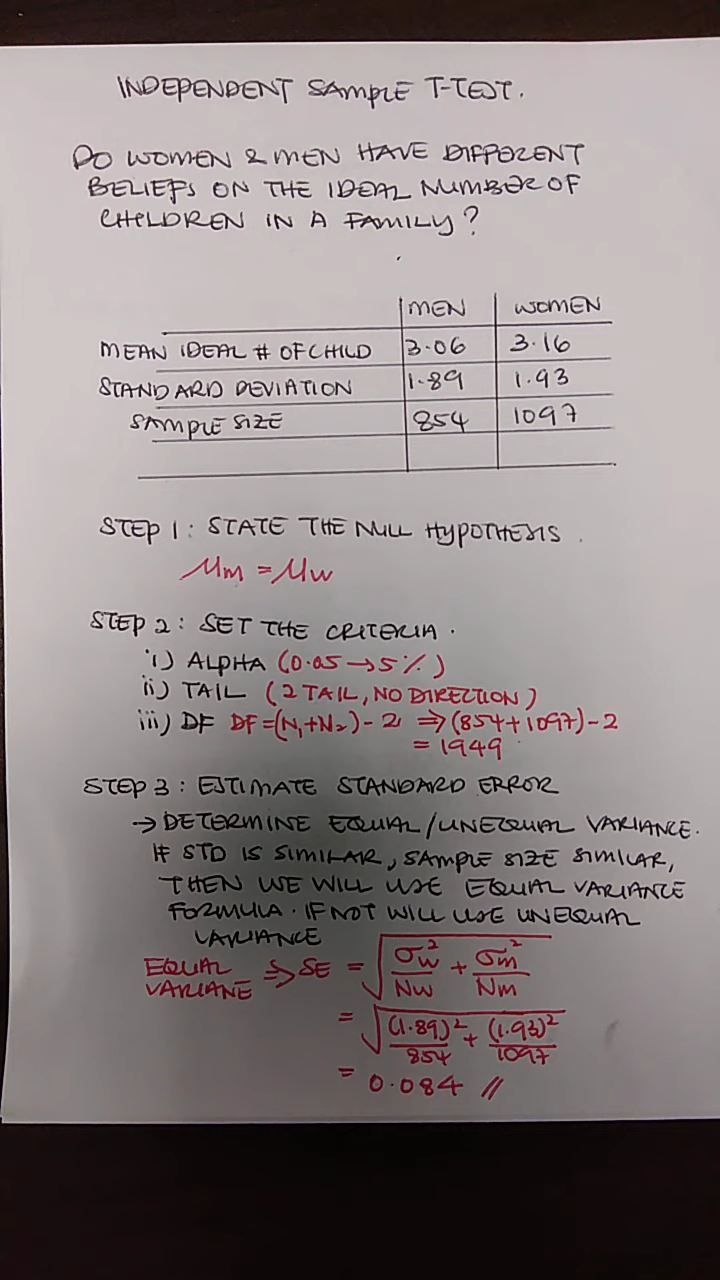 INDEPENDENT SAMPLE T-TEST.
DO WOMEN & MEN HAVE DIFFERENT
BELIEFS ON THE IDEAL NUMBER OF
CHILDREN IN A FAMILY?
MEN WOMEN
MEAN IDEAL # OF CHILD 3.06 3.16
STANDARD DEVIATION 1.89 1.93
SAMPLE SIZE 854 1097
STEP 1: STATE THE NULL HYPOTHESIS.
μm = μw
STEP 2: SET THE CRITERIA.
i) ALPHA (0.05 → 5%)
ii) TAIL (2 TAIL, NO DIRECTION)
iii) DF DF=(N₁+N₂)-2 ⇒ (854+1097)-2
= 1949
STEP 3: ESTIMATE STANDARD ERROR
→ DETERMINE EQUAL/UNEQUAL VARIANCE.
IF STD IS SIMILAR, SAMPLE SIZE SIMILAR,
THEN WE WILL USE EQUAL VARIANCE
FORMULA. IF NOT WILL USE UNEQUAL
VARIANCE
EQUAL VARIANE ⇒ SE = √(σw²/Nw + σm²/Nm)
= √((1.89)²/854 + (1.93)²/1097)
= 0.084 //